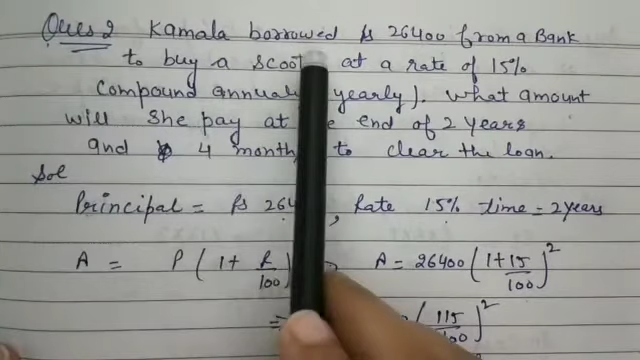 Ques 2 Kamala borrowed Rs 26400 from a Bank
to buy a scoot at a rate of 15%
compound annual yearly). What amount
will she pay at e end of 2 years
and 4 month to clear the loan.
Sol
Principal = Rs 264 , Rate 15% time = 2 years
A = P ( 1 + R/100 A = 26400 ( 1 + 15/100 )²
= ( 115/100 )²